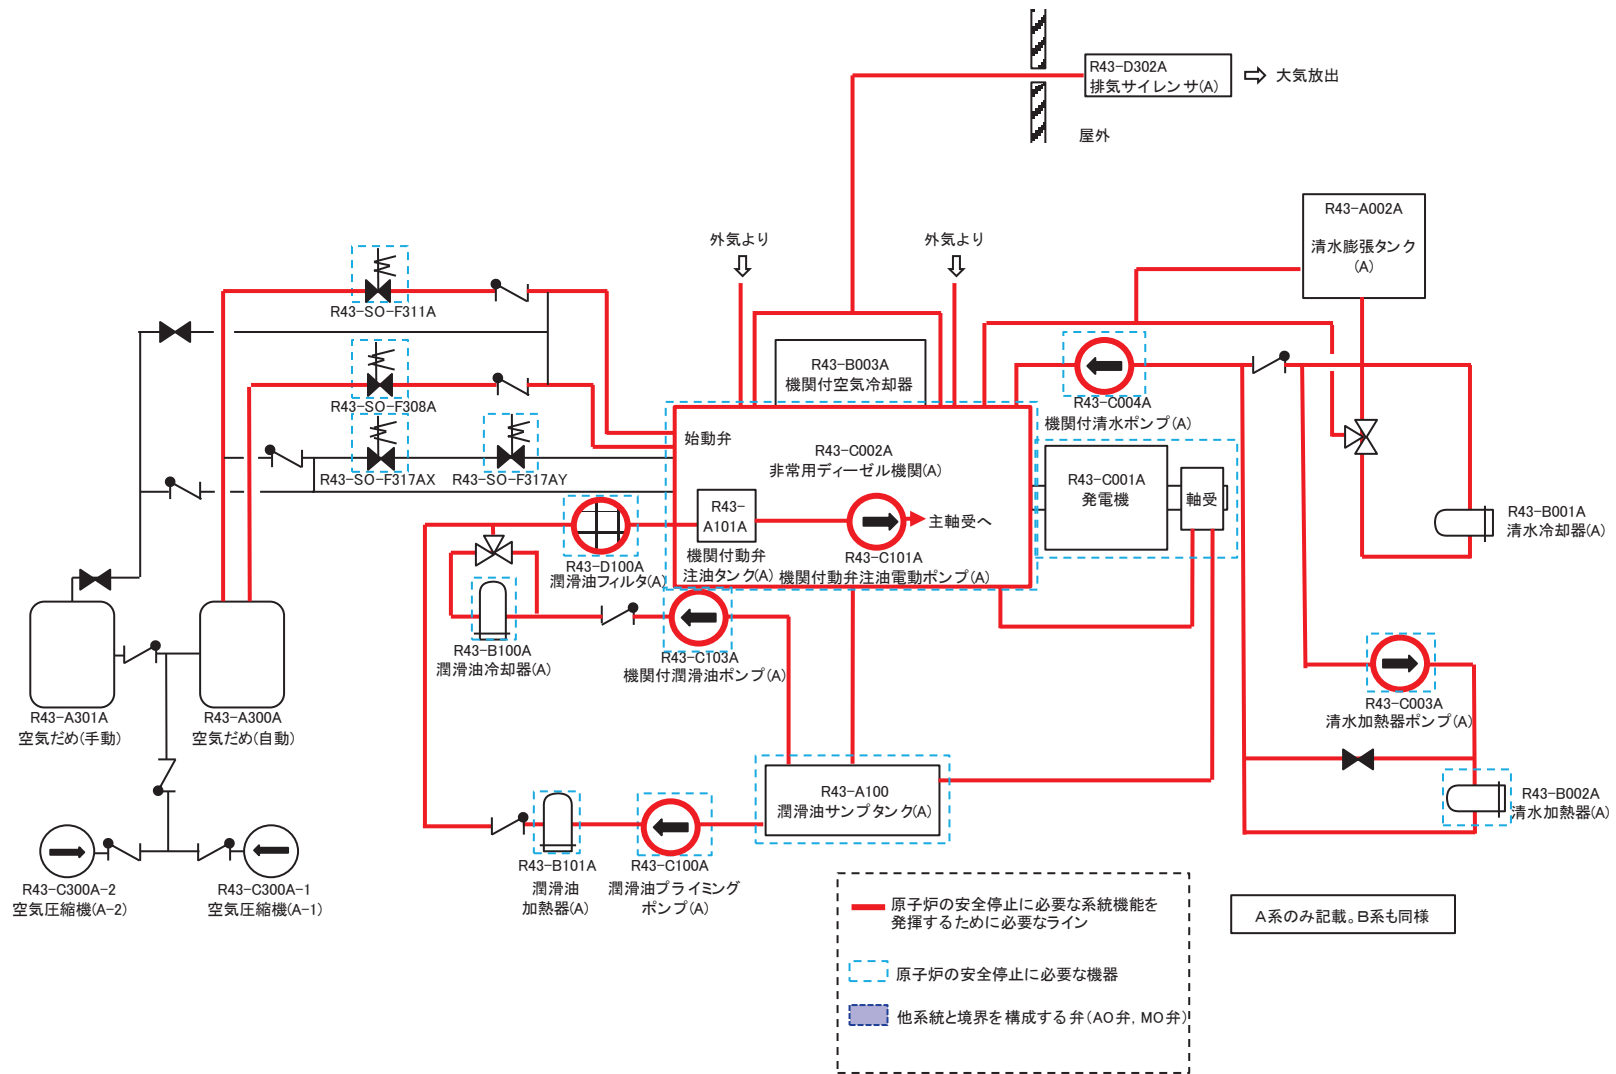 R43-D302A
排気サイレンサ(A)
大気放出
屋外
R43-A002A
清水膨張タンク
(A)
外気より
外気より
R43-SO-F311A
R43-B003A
機関付空気冷却器
R43-SO-F308A
R43-C004A
機関付清水ポンプ(A)
始動弁
R43-C002A
非常用ディーゼル機関(A)
R43-SO-F317AX
R43-SO-F317AY
R43-C001A
発電機
軸受
R43-
A101A
主軸受へ
R43-B001A
清水冷却器(A)
機関付動弁
注油タンク(A)
R43-C101A
機関付動弁注油電動ポンプ(A)
R43-D100A
潤滑油フィルタ(A)
R43-B100A
潤滑油冷却器(A)
R43-C103A
機関付潤滑油ポンプ(A)
R43-A301A
空気だめ(手動)
R43-A300A
空気だめ(自動)
R43-C003A
清水加熱器ポンプ(A)
R43-A100
潤滑油サンプタンク(A)
R43-B002A
清水加熱器(A)
R43-C300A-2
空気圧縮機(A-2)
R43-C300A-1
空気圧縮機(A-1)
R43-B101A
潤滑油
加熱器(A)
R43-C100A
潤滑油プライミング
ポンプ(A)
原子炉の安全停止に必要な系統機能を
発揮するために必要なライン
原子炉の安全停止に必要な機器
他系統と境界を構成する弁(AO弁, MO弁)
A系のみ記載。B系も同様